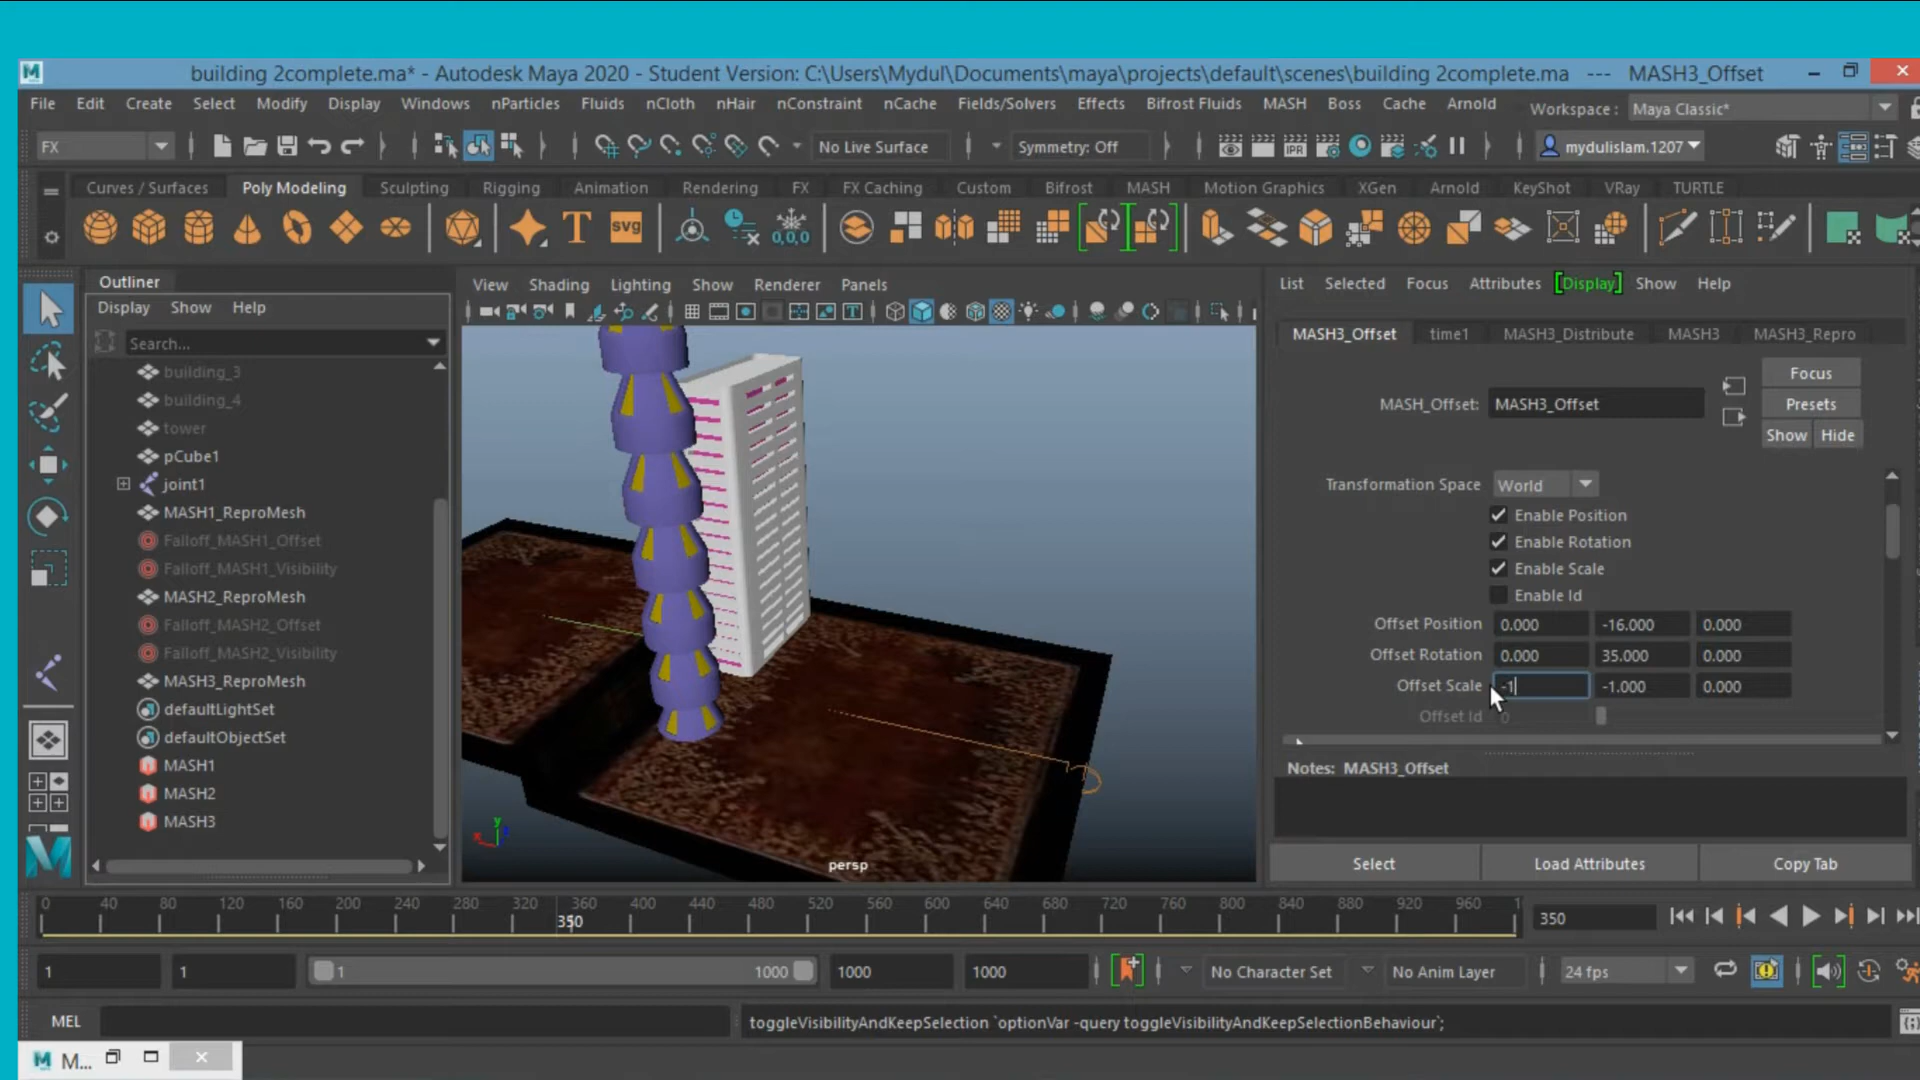 building 2complete.ma* - Autodesk Maya 2020 - Student Version: C:\Users\Mydul\Documents\maya\projects\default\scenes\building 2complete.ma --- MASH3_Offset
File Edit Create Select Modify Display Windows nParticles Fluids nCloth nHair nConstraint nCache Fields/Solvers Effects Bifrost Fluids MASH Boss Cache Arnold Workspace : Maya Classic*
FX No Live Surface Symmetry: Off mydulislam.1207
Curves / Surfaces Poly Modeling Sculpting Rigging Animation Rendering FX FX Caching Custom Bifrost MASH Motion Graphics XGen Arnold KeyShot VRay TURTLE
T svg 0,0,0
Outliner
Display Show Help
Search...
building_3
building_4
tower
pCube1
joint1
MASH1_ReproMesh
Falloff_MASH1_Offset
Falloff_MASH1_Visibility
MASH2_ReproMesh
Falloff_MASH2_Offset
Falloff_MASH2_Visibility
MASH3_ReproMesh
defaultLightSet
defaultObjectSet
MASH1
MASH2
MASH3
View Shading Lighting Show Renderer Panels
y
x
persp
List Selected Focus Attributes [Display] Show Help
MASH3_Offset time1 MASH3_Distribute MASH3 MASH3_Repro
Focus
MASH_Offset: MASH3_Offset Presets
Show Hide
Transformation Space World
Enable Position
Enable Rotation
Enable Scale
Enable Id
Offset Position 0.000 -16.000 0.000
Offset Rotation 0.000 35.000 0.000
Offset Scale -1 -1.000 0.000
Offset Id 0
Notes: MASH3_Offset
Select Load Attributes Copy Tab
0 40 80 120 160 200 240 280 320 360 400 440 480 520 560 600 640 680 720 760 800 840 880 920 960 1
350 350
1 1 1 1000 1000 1000 No Character Set No Anim Layer 24 fps
MEL toggleVisibilityAndKeepSelection `optionVar -query toggleVisibilityAndKeepSelectionBehaviour`;
M...